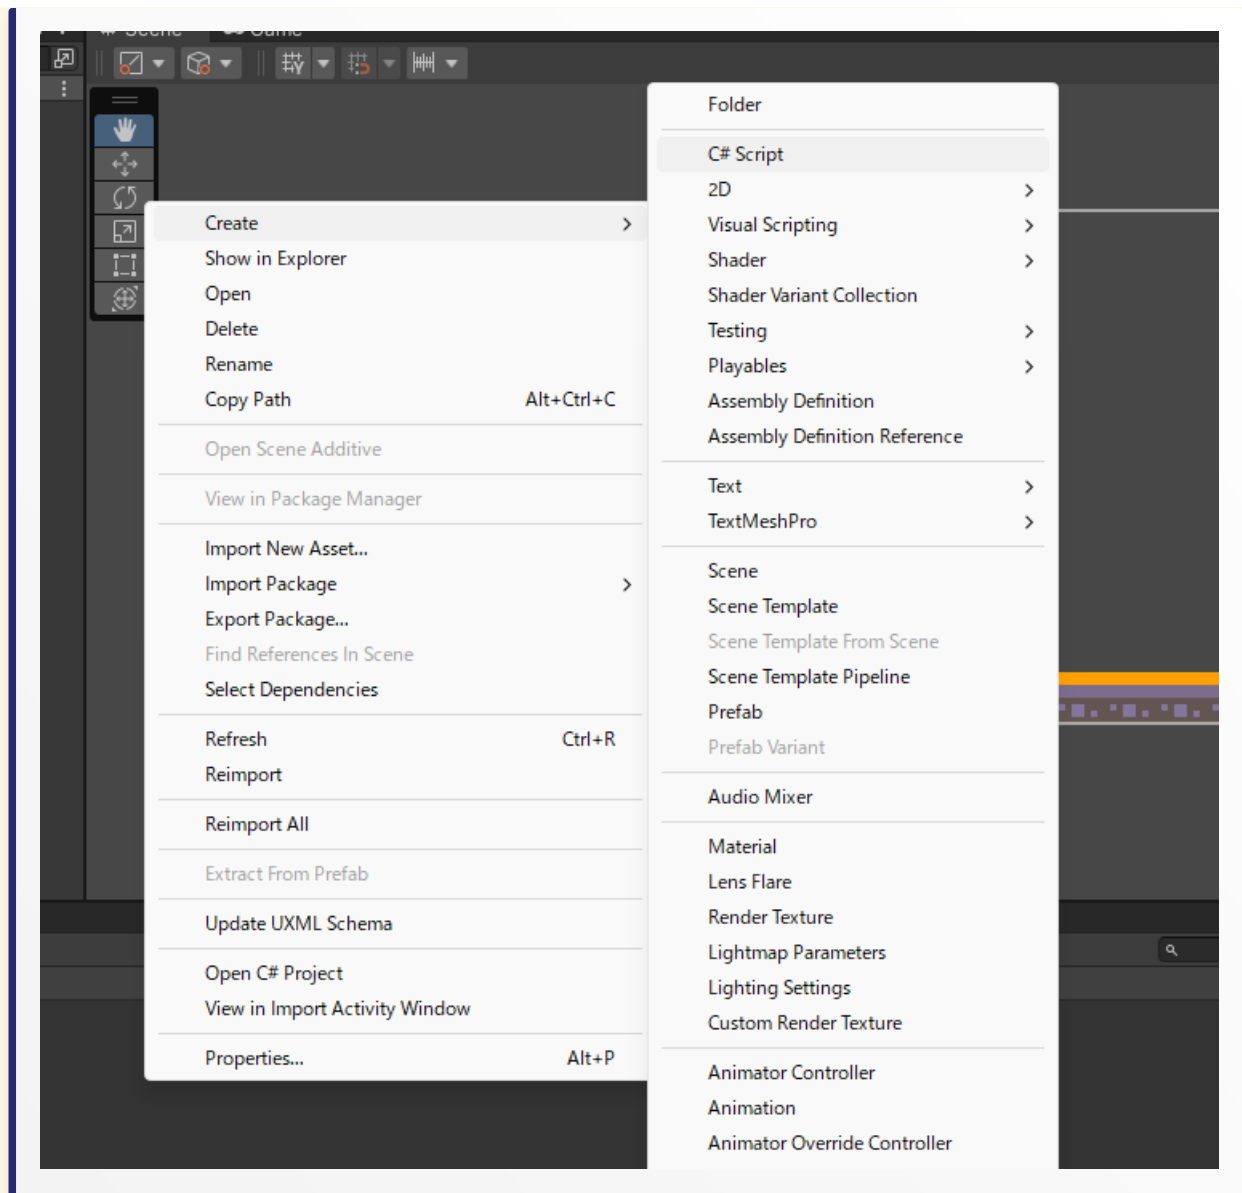 Scene
Game
Create
Show in Explorer
Open
Delete
Rename
Copy Path Alt+Ctrl+C
Open Scene Additive
View in Package Manager
Import New Asset...
Import Package
Export Package...
Find References In Scene
Select Dependencies
Refresh Ctrl+R
Reimport
Reimport All
Extract From Prefab
Update UXML Schema
Open C# Project
View in Import Activity Window
Properties... Alt+P
Folder
C# Script
2D
Visual Scripting
Shader
Shader Variant Collection
Testing
Playables
Assembly Definition
Assembly Definition Reference
Text
TextMeshPro
Scene
Scene Template
Scene Template From Scene
Scene Template Pipeline
Prefab
Prefab Variant
Audio Mixer
Material
Lens Flare
Render Texture
Lightmap Parameters
Lighting Settings
Custom Render Texture
Animator Controller
Animation
Animator Override Controller